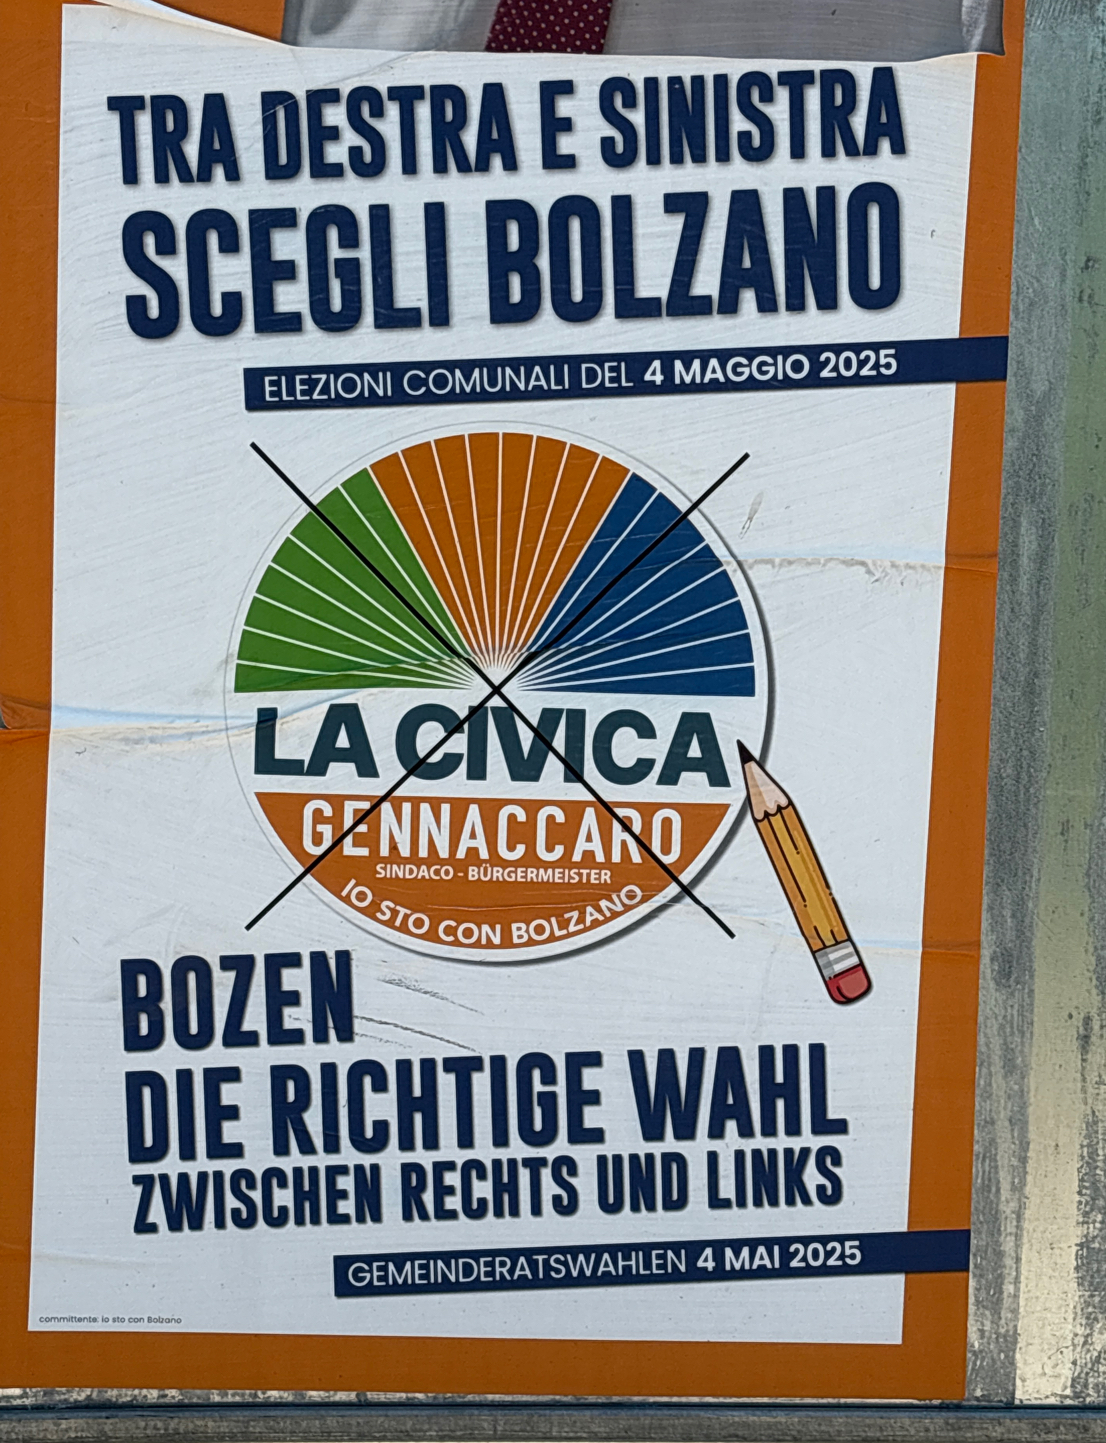 TRA DESTRA E SINISTRA
SCEGLI BOLZANO
ELEZIONI COMUNALI DEL 4 MAGGIO 2025
LA CIVICA
GENNACCARO
SINDACO - BÜRGERMEISTER
IO STO CON BOLZANO
BOZEN
DIE RICHTIGE WAHL
ZWISCHEN RECHTS UND LINKS
GEMEINDERATSWAHLEN 4 MAI 2025
committente: Io sto con Bolzano